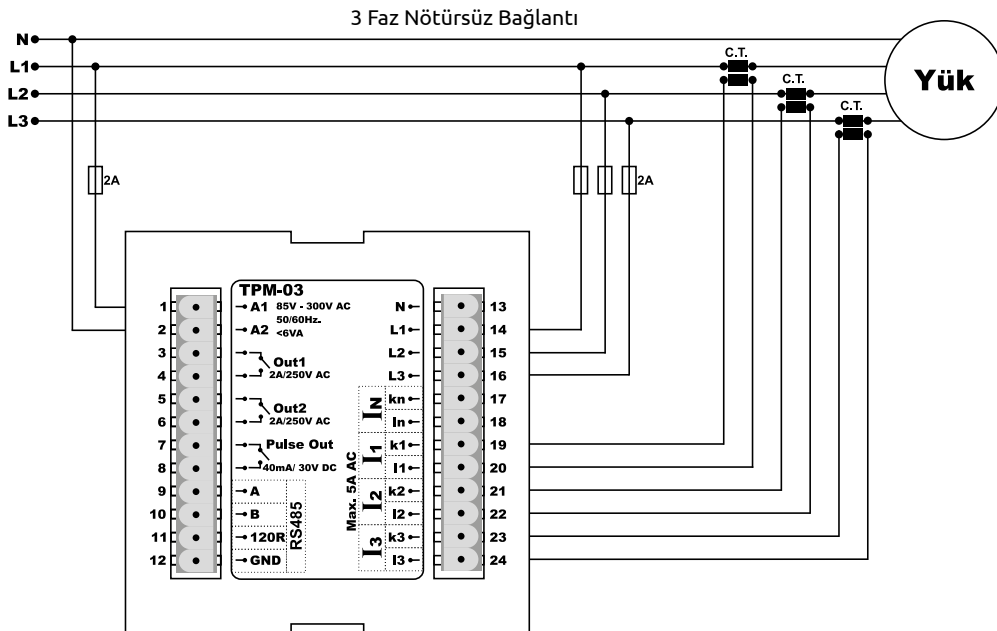 3 Faz Nötürsüz Bağlantı
N
L1
L2
L3
C.T.
C.T.
C.T.
Yük
2A
2A
TPM-03
1
A1 85V - 300V AC
50/60Hz.
2
A2 <6VA
3
Out1
4
2A/250V AC
5
Out2
6
2A/250V AC
7
Pulse Out
8
40mA/ 30V DC
9
A
10
B
11
120R
12
GND
RS485
N
13
L1
14
L2
15
L3
16
IN
kn
17
In
18
I1
k1
19
l1
20
I2
k2
21
l2
22
I3
k3
23
l3
24
Max. 5A AC